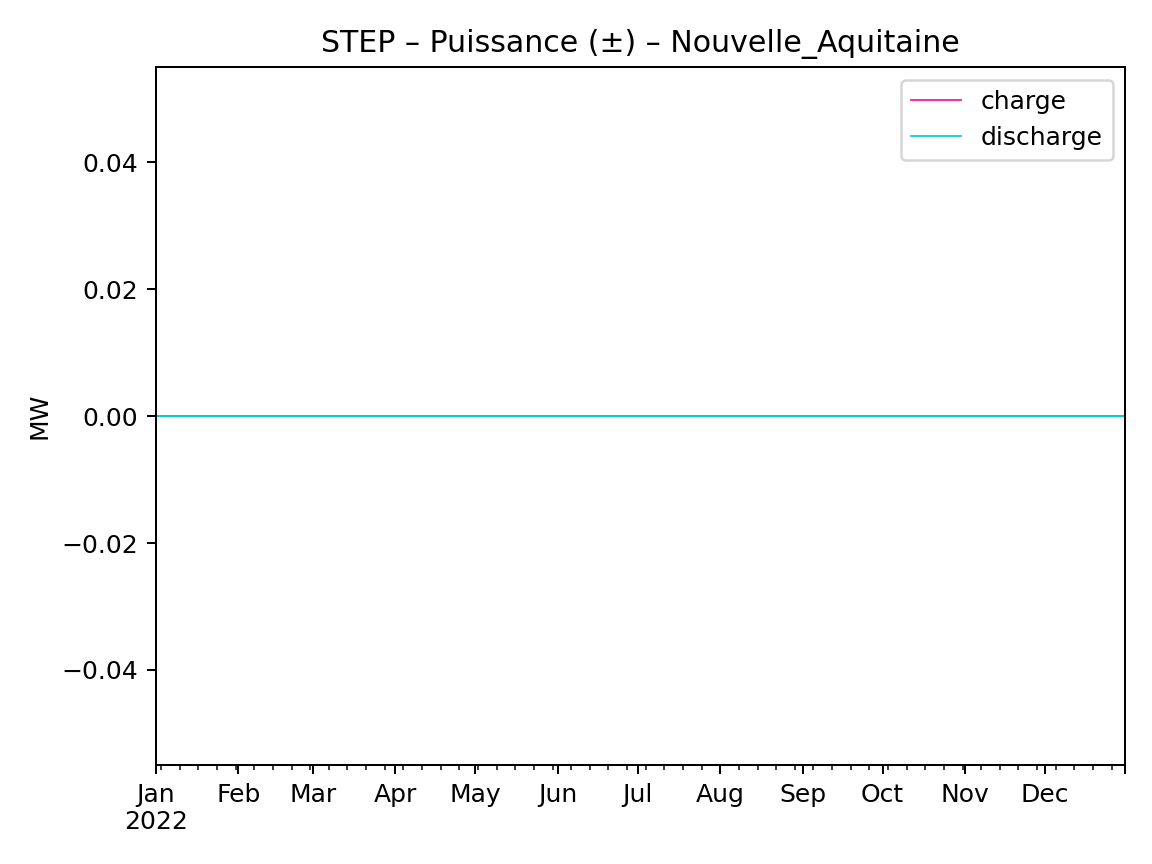 STEP – Puissance (±) – Nouvelle_Aquitaine
charge
discharge
0.04
0.02
0.00
−0.02
−0.04
MW
Jan Feb Mar Apr May Jun Jul Aug Sep Oct Nov Dec
2022